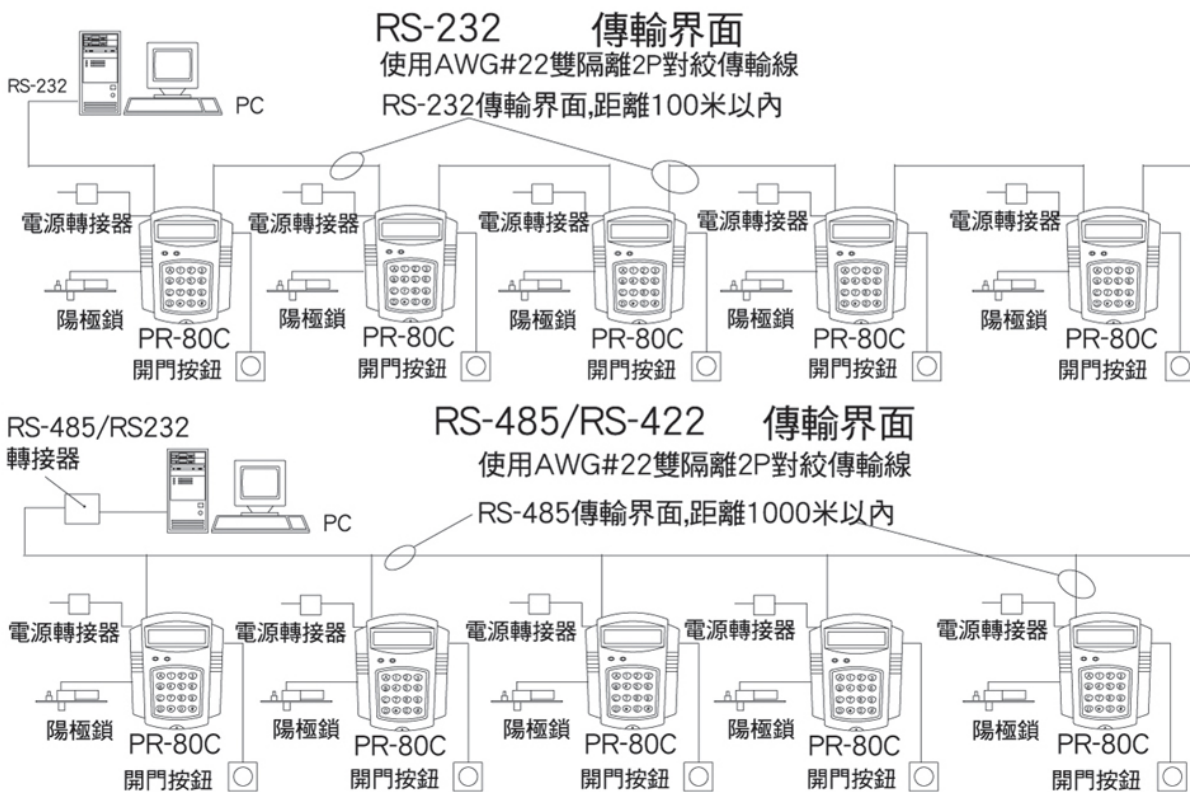 RS-232 傳輸界面
使用AWG#22雙隔離2P對絞傳輸線
RS-232傳輸界面,距離100米以內
RS-232
PC
電源轉接器 電源轉接器 電源轉接器 電源轉接器 電源轉接器
陽極鎖 陽極鎖 陽極鎖 陽極鎖 陽極鎖
PR-80C PR-80C PR-80C PR-80C PR-80C
開門按鈕 開門按鈕 開門按鈕 開門按鈕 開門按鈕
RS-485/RS-422 傳輸界面
使用AWG#22雙隔離2P對絞傳輸線
RS-485傳輸界面,距離1000米以內
RS-485/RS232
轉接器
PC
電源轉接器 電源轉接器 電源轉接器 電源轉接器 電源轉接器
陽極鎖 陽極鎖 陽極鎖 陽極鎖 陽極鎖
PR-80C PR-80C PR-80C PR-80C PR-80C
開門按鈕 開門按鈕 開門按鈕 開門按鈕 開門按鈕